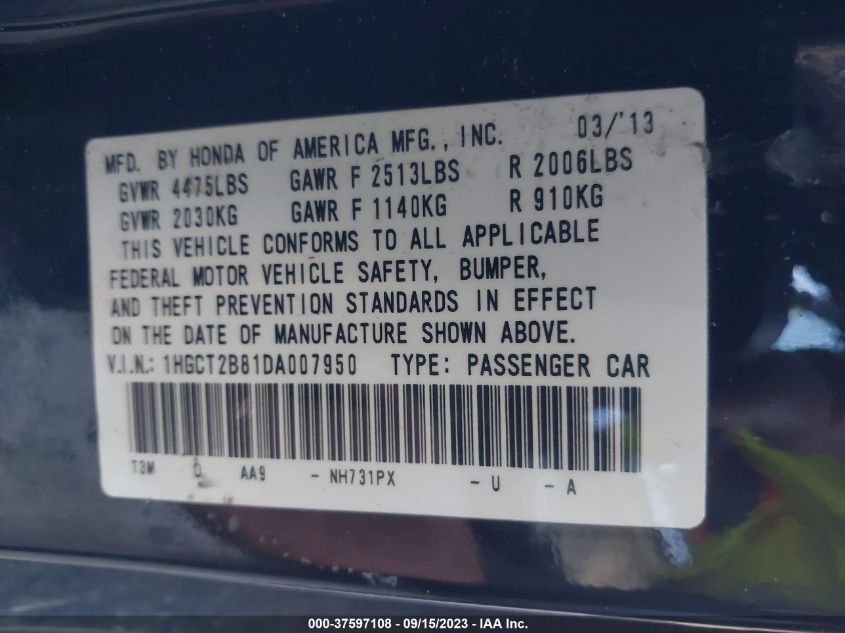 MFD. BY HONDA OF AMERICA MFG., INC. 03/'13
GVWR 4475LBS GAWR F 2513LBS R 2006LBS
GVWR 2030KG GAWR F 1140KG R 910KG
THIS VEHICLE CONFORMS TO ALL APPLICABLE
FEDERAL MOTOR VEHICLE SAFETY, BUMPER,
AND THEFT PREVENTION STANDARDS IN EFFECT
ON THE DATE OF MANUFACTURE SHOWN ABOVE.
V.I.N.: 1HGCT2B81DA007950 TYPE: PASSENGER CAR
T3M D AA9 - NH731PX - U - A
000-37597108 - 09/15/2023 - IAA Inc.